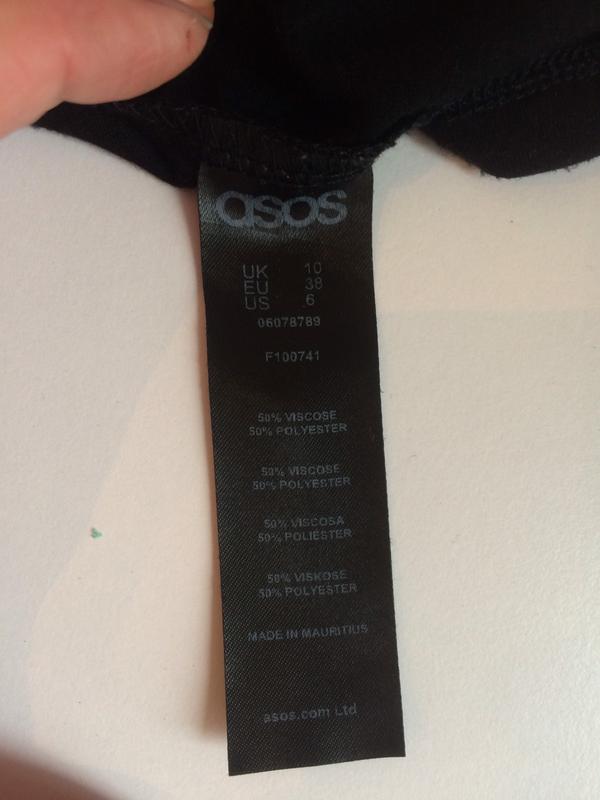 asos
UK 10
EU 38
US 6
06078789
F100741
50% VISCOSE
50% POLYESTER
50% VISCOSE
50% POLYESTER
50% VISCOSA
50% POLIESTER
50% VISKOSE
50% POLYESTER
MADE IN MAURITIUS
asos.com Ltd